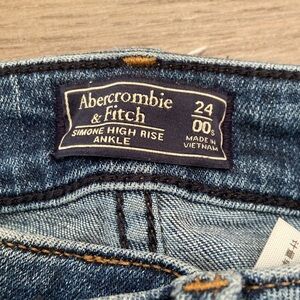 Abercrombie
& Fitch
SIMONE HIGH RISE
ANKLE
24
00S
MADE IN
VIETNAM